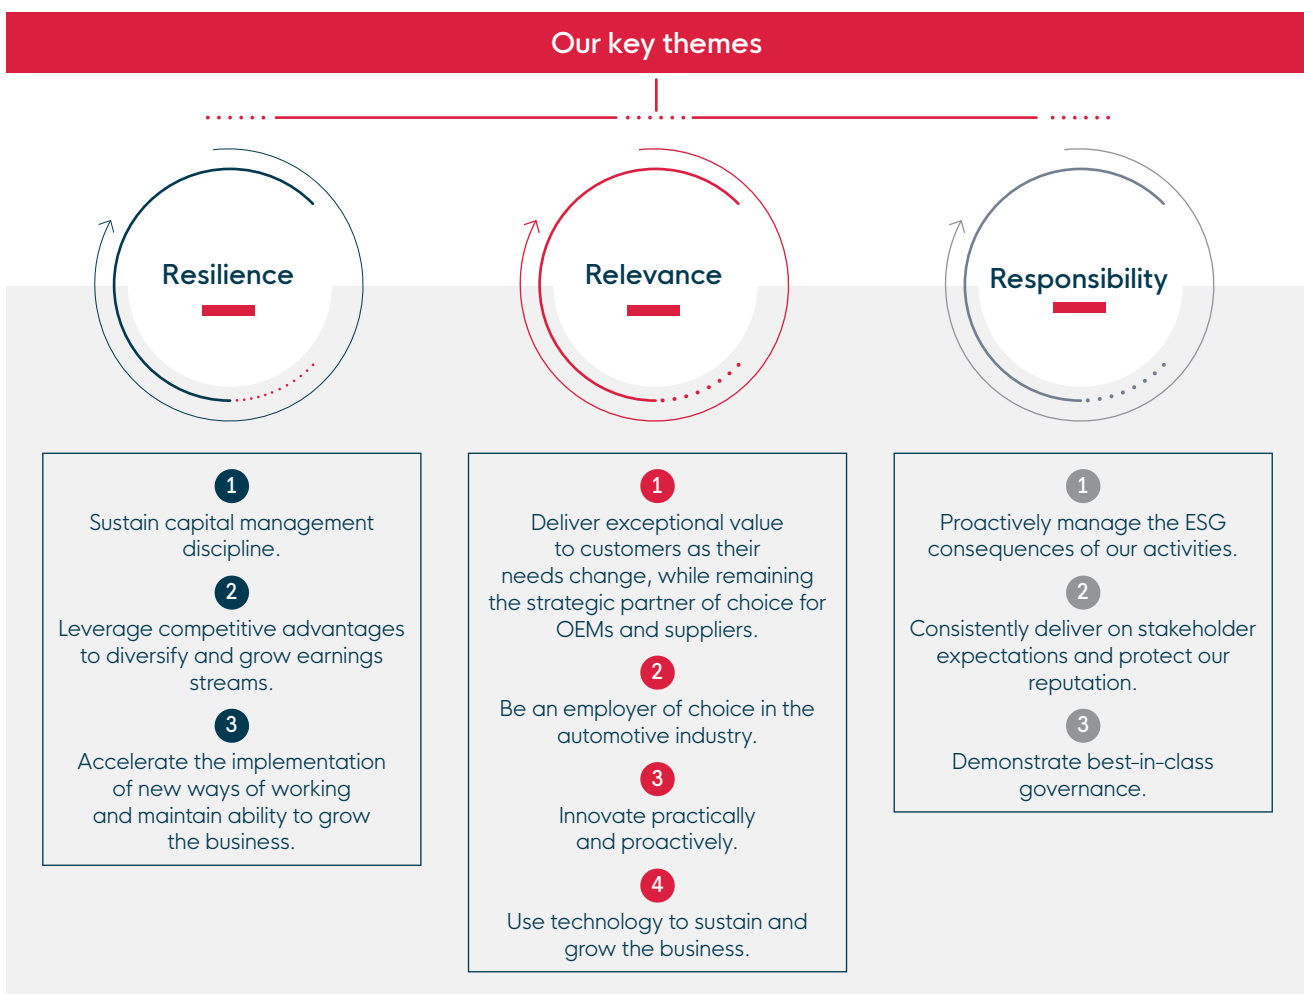 Our key themes
Resilience
1
Sustain capital management
discipline.
2
Leverage competitive advantages
to diversify and grow earnings
streams.
3
Accelerate the implementation
of new ways of working
and maintain ability to grow
the business.
Relevance
1
Deliver exceptional value
to customers as their
needs change, while remaining
the strategic partner of choice for
OEMs and suppliers.
2
Be an employer of choice in the
automotive industry.
3
Innovate practically
and proactively.
4
Use technology to sustain and
grow the business.
Responsibility
1
Proactively manage the ESG
consequences of our activities.
2
Consistently deliver on stakeholder
expectations and protect our
reputation.
3
Demonstrate best-in-class
governance.